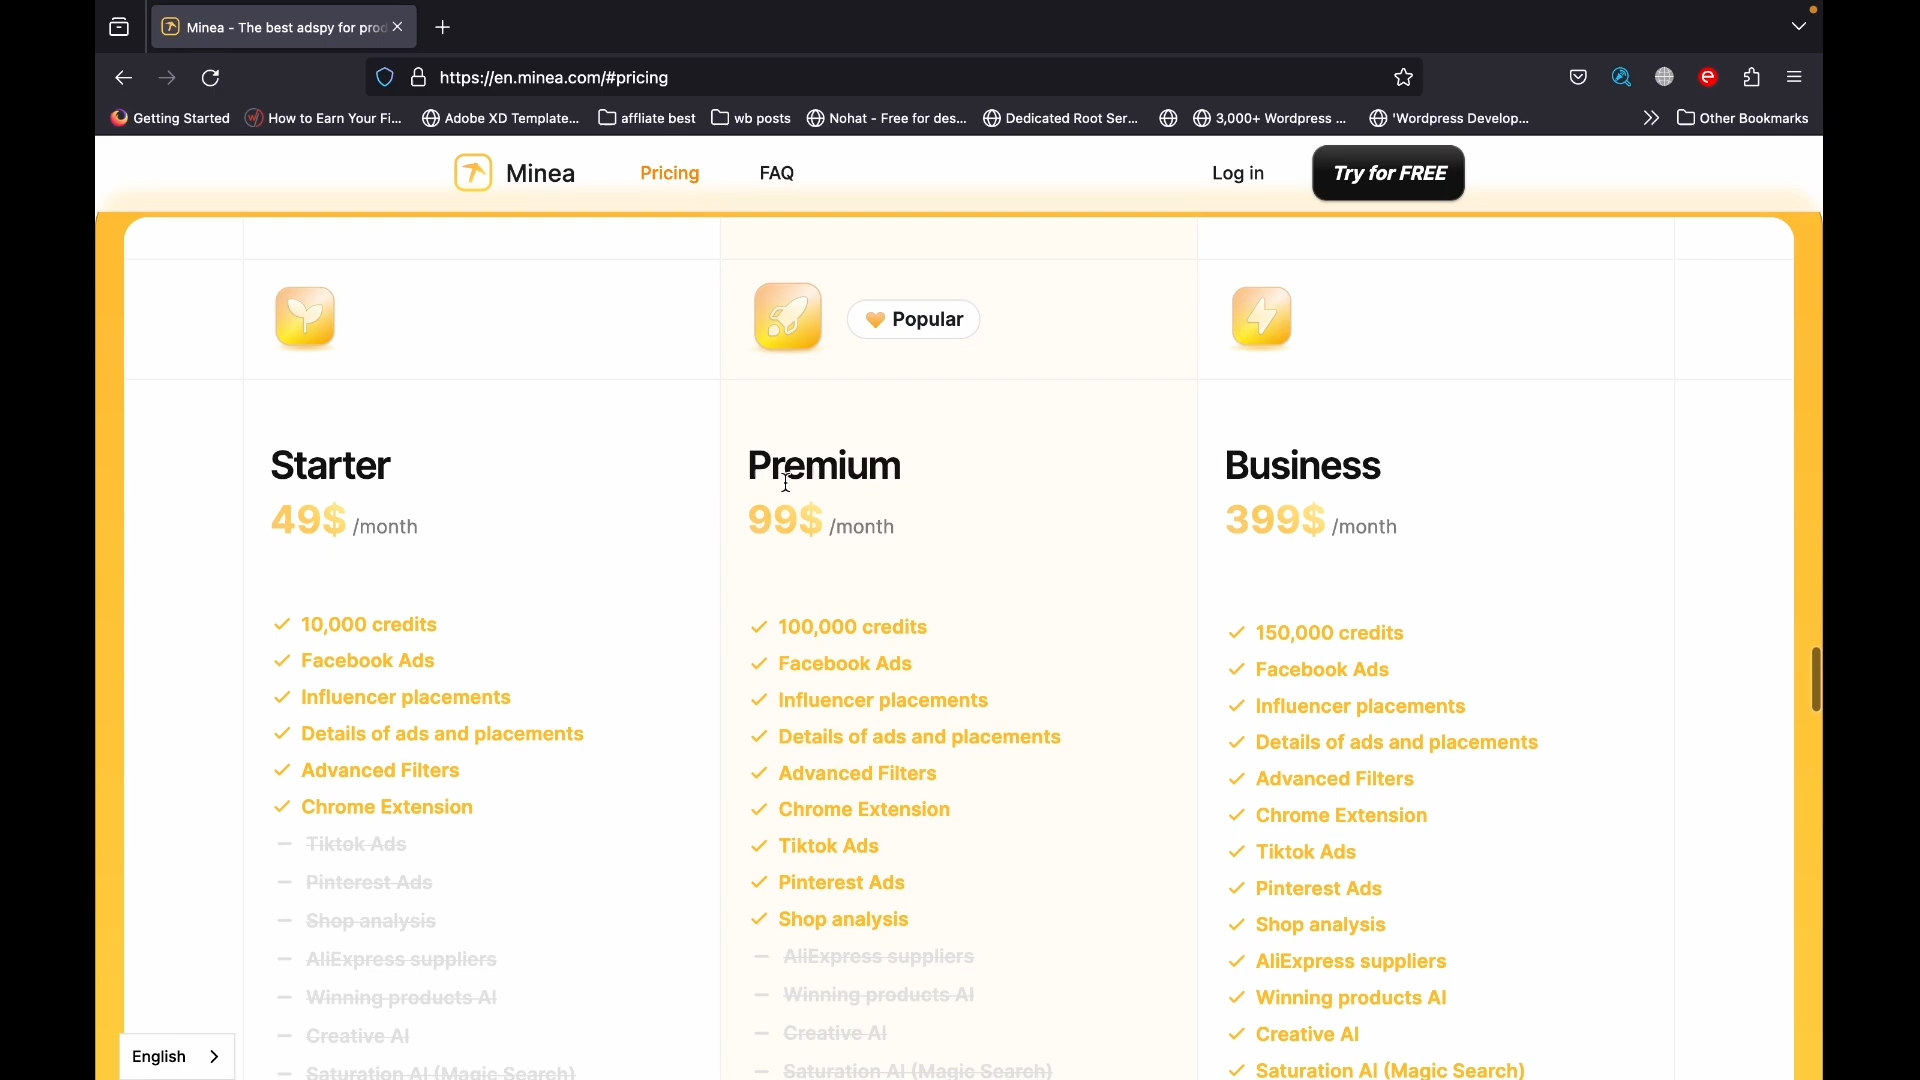 Minea - The best adspy for prod
https://en.minea.com/#pricing
Getting Started
How to Earn Your Fi...
Adobe XD Template...
affliate best
wb posts
Nohat - Free for des...
Dedicated Root Ser...
3,000+ Wordpress ...
'Wordpress Develop...
Other Bookmarks
Minea
Pricing
FAQ
Log in
Try for FREE
Popular
Starter
49$ /month
10,000 credits
Facebook Ads
Influencer placements
Details of ads and placements
Advanced Filters
Chrome Extension
Tiktok Ads
Pinterest Ads
Shop analysis
AliExpress suppliers
Winning products AI
Creative AI
Saturation AI (Magic Search)
Premium
99$ /month
100,000 credits
Facebook Ads
Influencer placements
Details of ads and placements
Advanced Filters
Chrome Extension
Tiktok Ads
Pinterest Ads
Shop analysis
AliExpress suppliers
Winning products AI
Creative AI
Saturation AI (Magic Search)
Business
399$ /month
150,000 credits
Facebook Ads
Influencer placements
Details of ads and placements
Advanced Filters
Chrome Extension
Tiktok Ads
Pinterest Ads
Shop analysis
AliExpress suppliers
Winning products AI
Creative AI
Saturation AI (Magic Search)
English